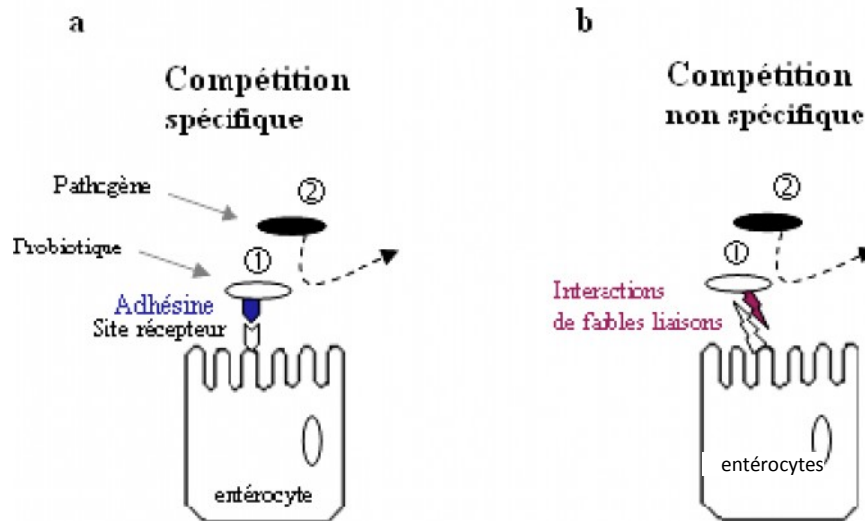 a
Compétition
spécifique
Pathogène
②
Probiotique
①
Adhésine
Site récepteur
entérocyte
b
Compétition
non spécifique
②
①
Interactions
de faibles liaisons
entérocytes